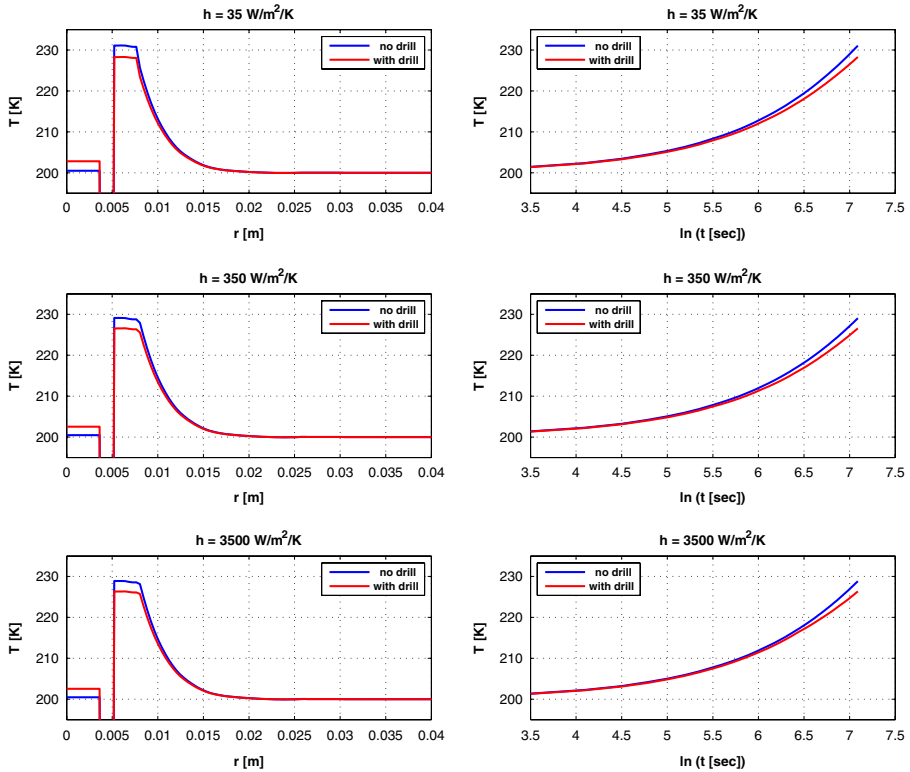 h = 35 W/m²/K
T [K]
230
220
210
200
no drill
with drill
0 0.005 0.01 0.015 0.02 0.025 0.03 0.035 0.04
r [m]
h = 35 W/m²/K
T [K]
230
220
210
200
no drill
with drill
3.5 4 4.5 5 5.5 6 6.5 7 7.5
ln (t [sec])
h = 350 W/m²/K
T [K]
230
220
210
200
no drill
with drill
0 0.005 0.01 0.015 0.02 0.025 0.03 0.035 0.04
r [m]
h = 350 W/m²/K
T [K]
230
220
210
200
no drill
with drill
3.5 4 4.5 5 5.5 6 6.5 7 7.5
ln (t [sec])
h = 3500 W/m²/K
T [K]
230
220
210
200
no drill
with drill
0 0.005 0.01 0.015 0.02 0.025 0.03 0.035 0.04
r [m]
h = 3500 W/m²/K
T [K]
230
220
210
200
no drill
with drill
3.5 4 4.5 5 5.5 6 6.5 7 7.5
ln (t [sec])